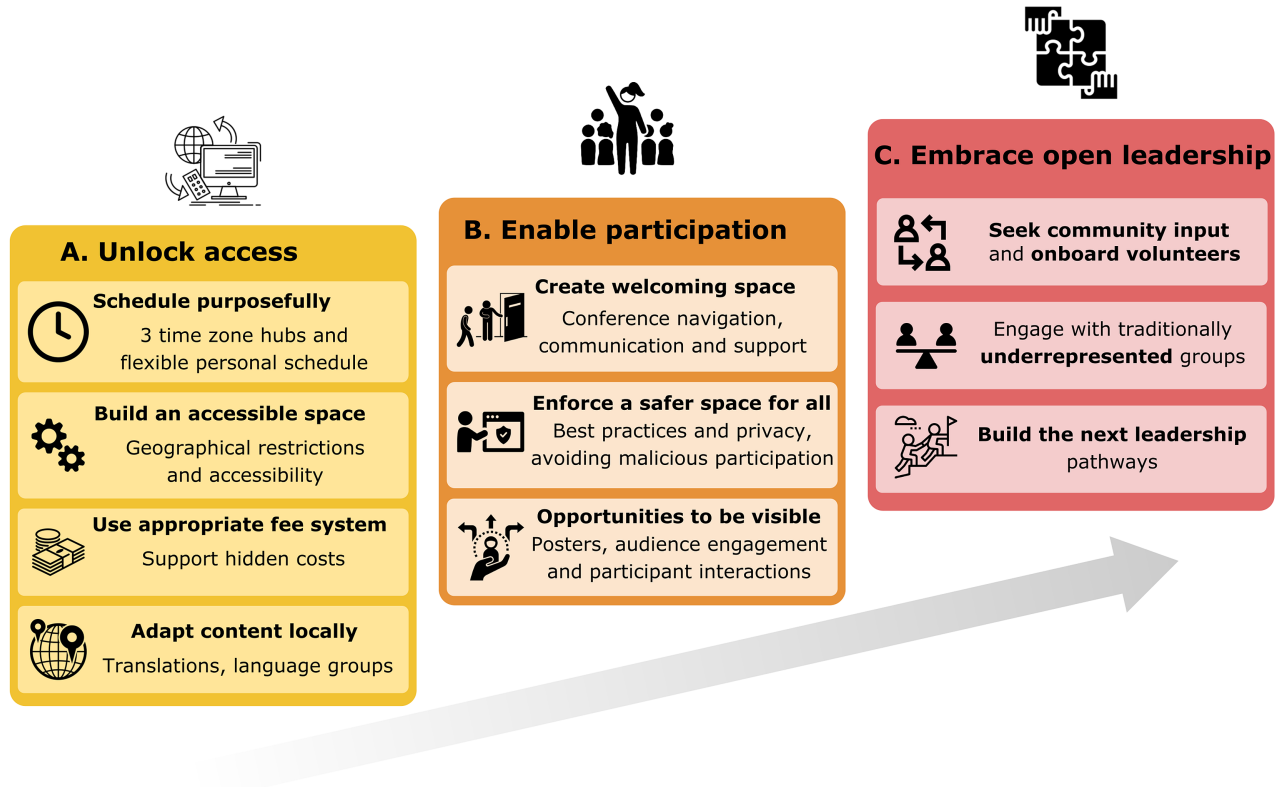 A. Unlock access
Schedule purposefully
3 time zone hubs and
flexible personal schedule
Build an accessible space
Geographical restrictions
and accessibility
Use appropriate fee system
Support hidden costs
Adapt content locally
Translations, language groups
B. Enable participation
Create welcoming space
Conference navigation,
communication and support
Enforce a safer space for all
Best practices and privacy,
avoiding malicious participation
Opportunities to be visible
Posters, audience engagement
and participant interactions
C. Embrace open leadership
Seek community input
and onboard volunteers
Engage with traditionally
underrepresented groups
Build the next leadership
pathways